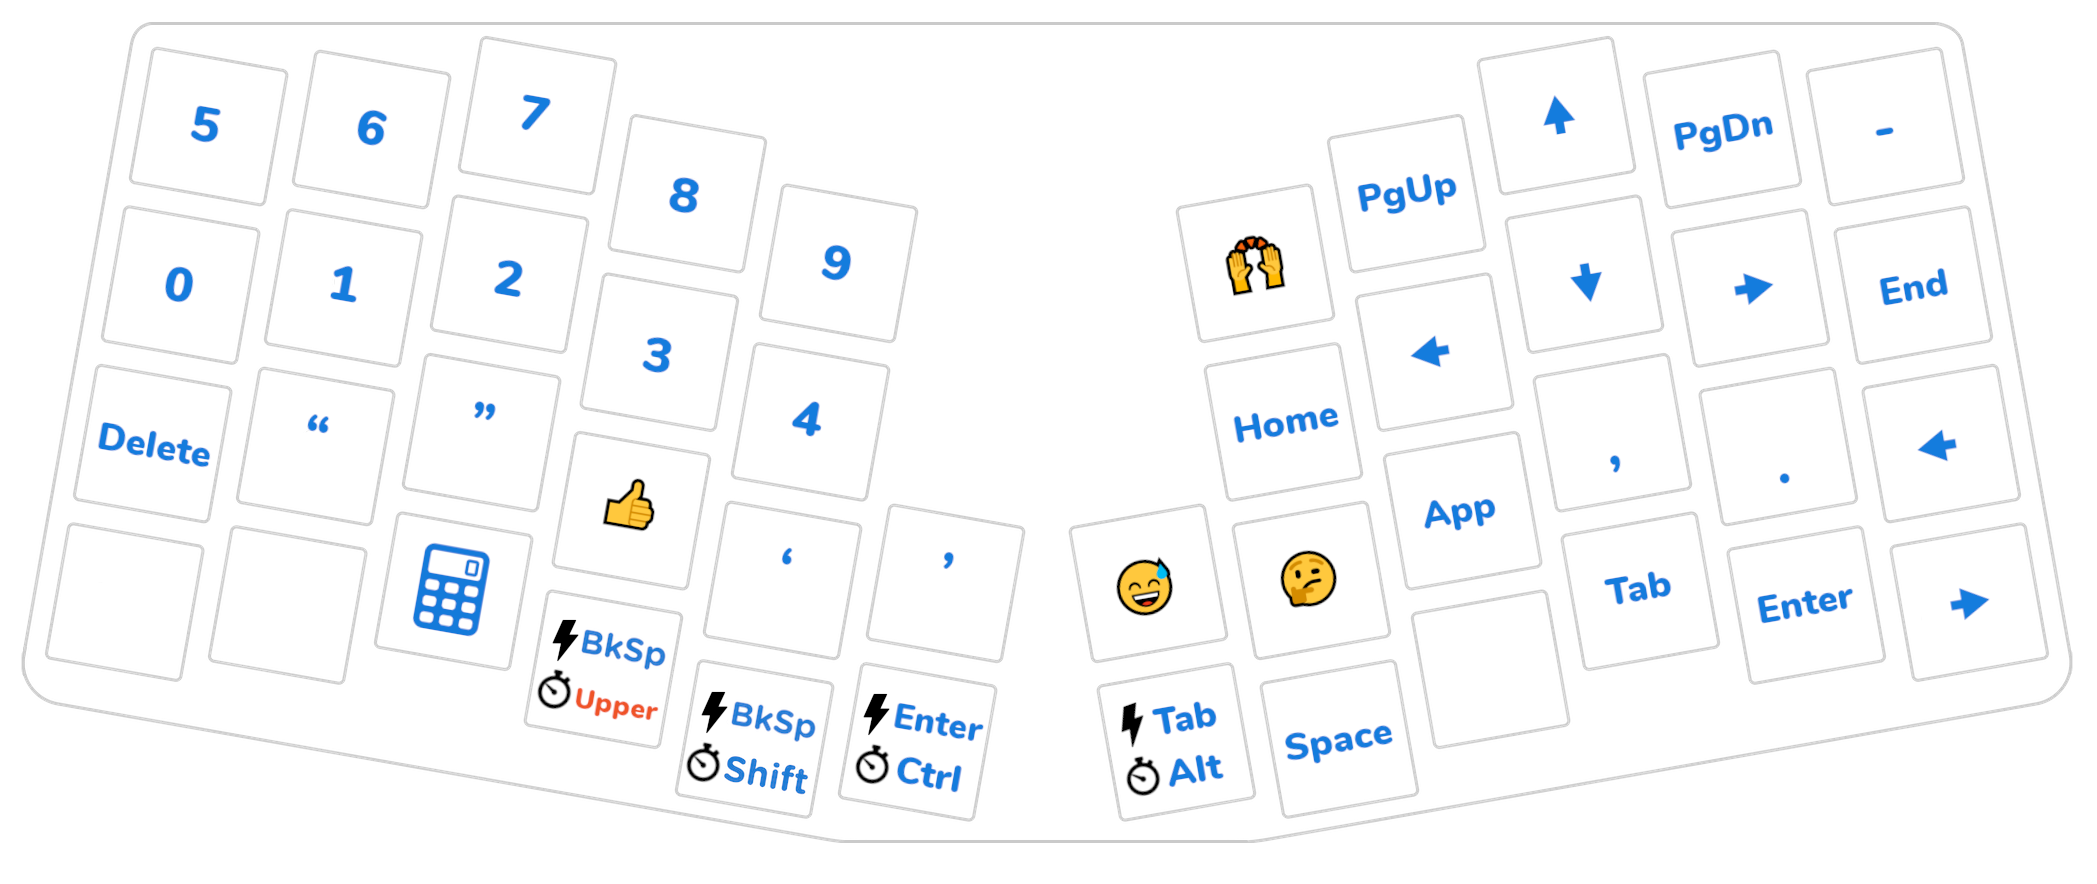 5
6
7
8
9
0
1
2
3
4
Delete
“
”
‘
’
BkSp
Upper
BkSp
Shift
Enter
Ctrl
PgUp
PgDn
-
Home
End
App
,
.
Tab
Enter
Tab
Alt
Space